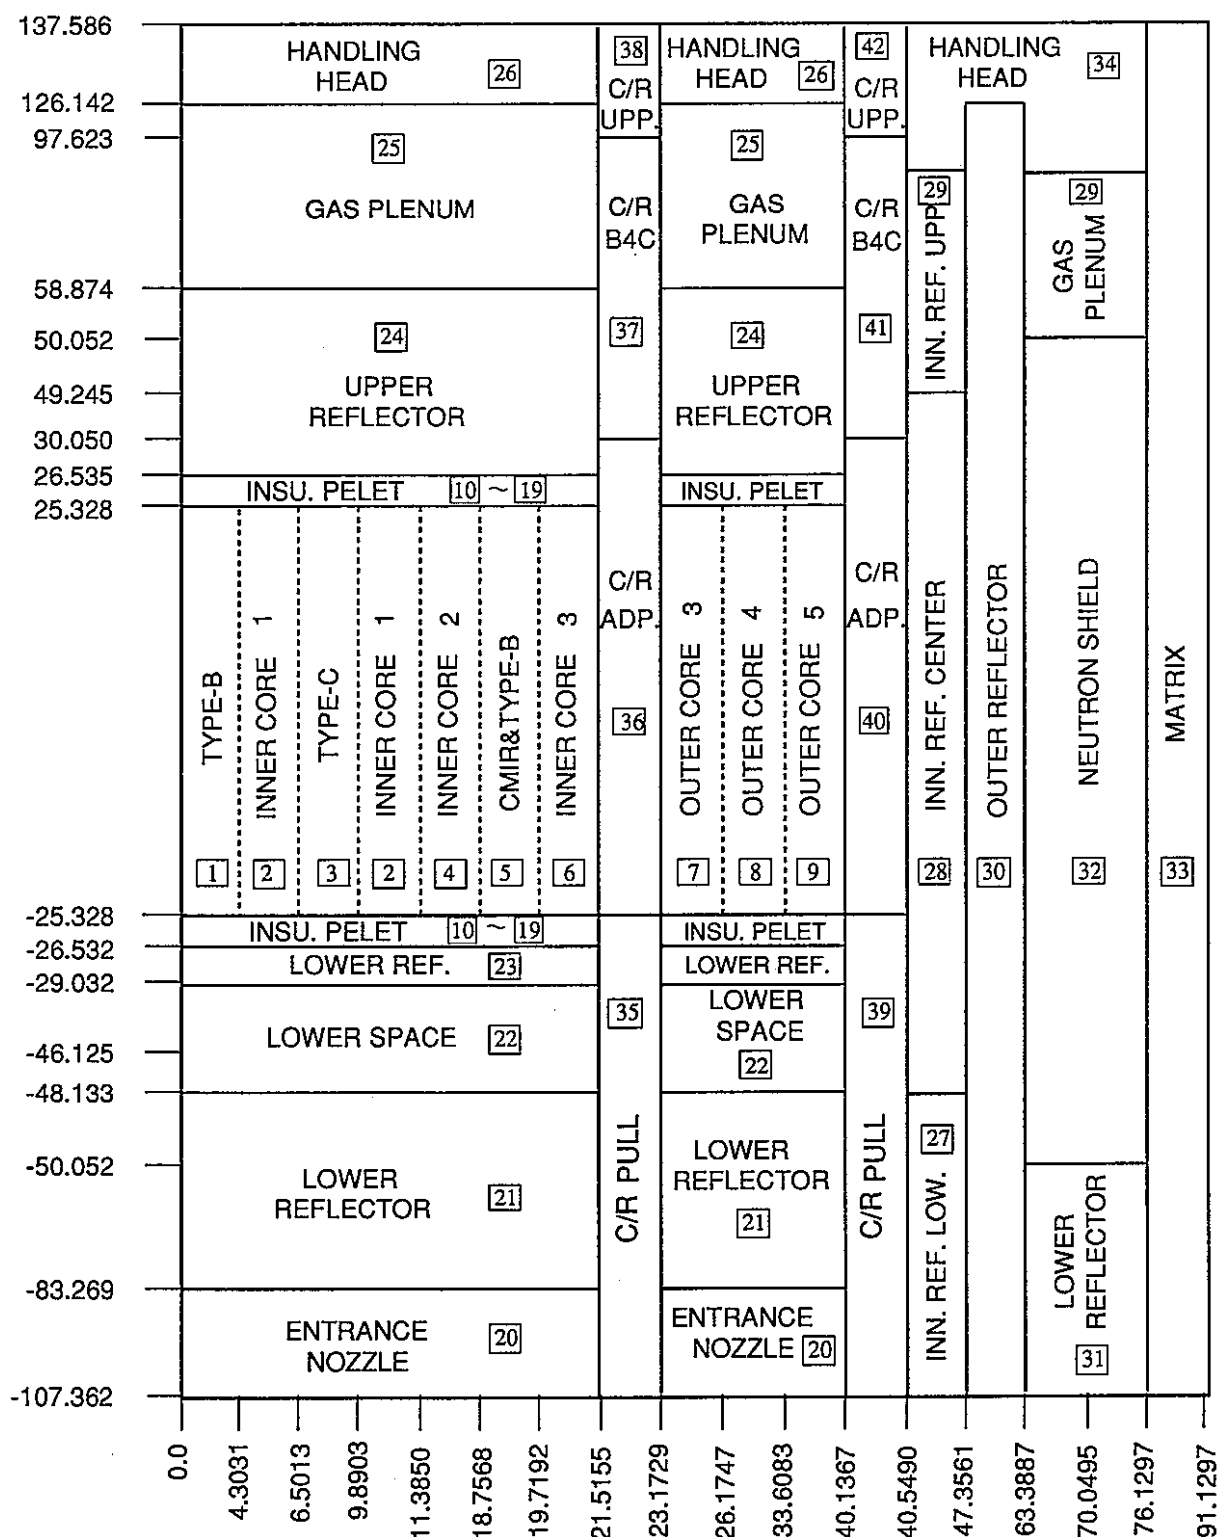 137.586
126.142
97.623
58.874
50.052
49.245
30.050
26.535
25.328
-25.328
-26.532
-29.032
-46.125
-48.133
-50.052
-83.269
-107.362
HANDLING
HEAD
26
38
C/R
UPP.
HANDLING
HEAD
26
42
C/R
UPP.
HANDLING
HEAD
34
25
GAS PLENUM
C/R
B4C
37
25
GAS
PLENUM
C/R
B4C
41
29
INN. REF. UPP.
29
GAS
PLENUM
24
UPPER
REFLECTOR
24
UPPER
REFLECTOR
INSU. PELET 10 ~ 19
INSU. PELET
TYPE-B
1
INNER CORE 1
2
TYPE-C
3
INNER CORE 1
2
INNER CORE 2
4
CMIR&TYPE-B
5
INNER CORE 3
6
C/R
ADP.
36
OUTER CORE 3
7
OUTER CORE 4
8
OUTER CORE 5
9
C/R
ADP.
40
INN. REF. CENTER
28
OUTER REFLECTOR
30
NEUTRON SHIELD
32
MATRIX
33
INSU. PELET 10 ~ 19
INSU. PELET
LOWER REF. 23
LOWER REF.
LOWER SPACE 22
35
C/R PULL
LOWER
SPACE
22
39
C/R PULL
LOWER
REFLECTOR
21
LOWER
REFLECTOR
21
27
INN. REF. LOW.
LOWER
REFLECTOR
31
ENTRANCE
NOZZLE
20
ENTRANCE
NOZZLE 20
0.0
4.3031
6.5013
9.8903
11.3850
18.7568
19.7192
21.5155
23.1729
26.1747
33.6083
40.1367
40.5490
47.3561
63.3887
70.0495
76.1297
91.1297